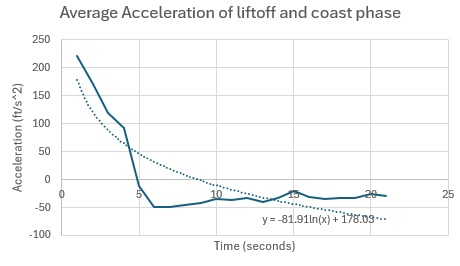 Average Acceleration of liftoff and coast phase
250
200
150
100
50
0
-50
-100
0 5 10 15 20 25
y = -81.91ln(x) + 178.03
Acceleration (ft/s^2)
Time (seconds)